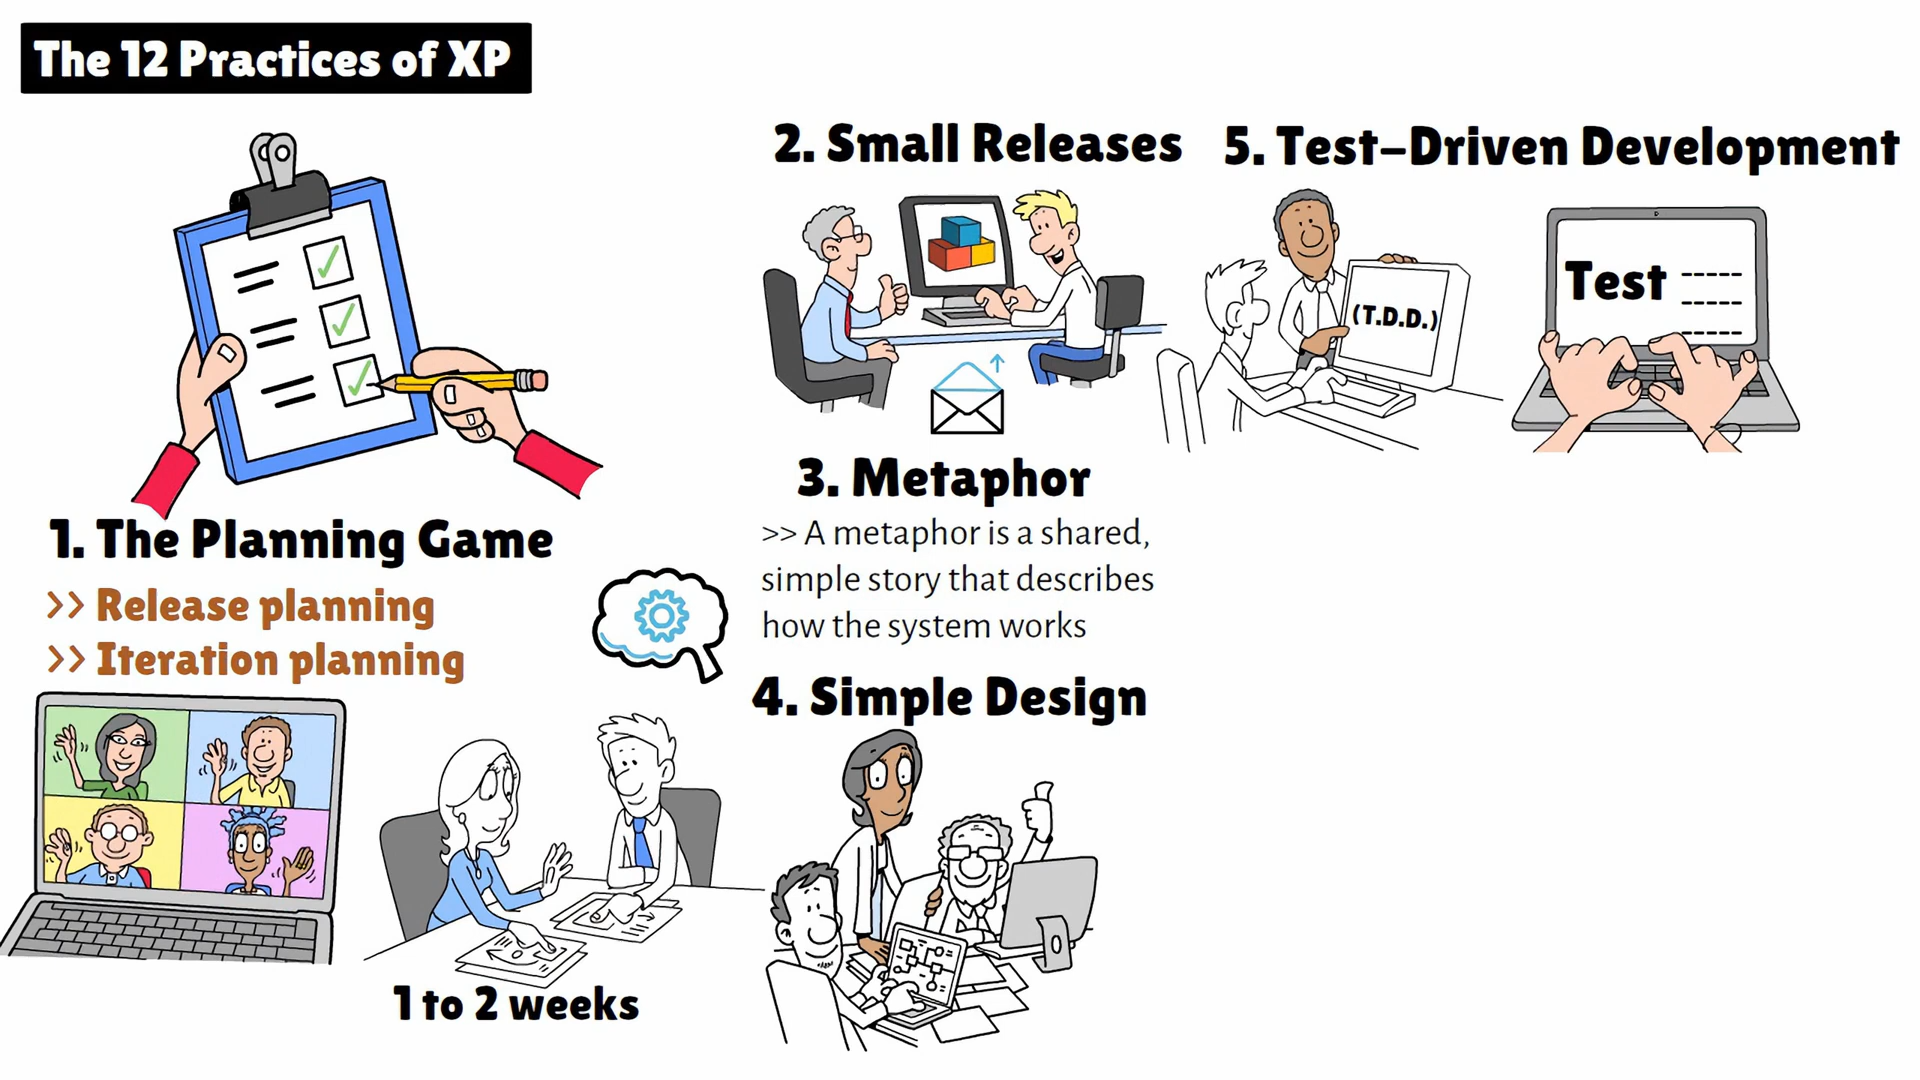 The 12 Practices of XP
1. The Planning Game
>> Release planning
>> Iteration planning
1 to 2 weeks
2. Small Releases
3. Metaphor
>> A metaphor is a shared,
simple story that describes
how the system works
4. Simple Design
5. Test-Driven Development
(T.D.D.)
Test